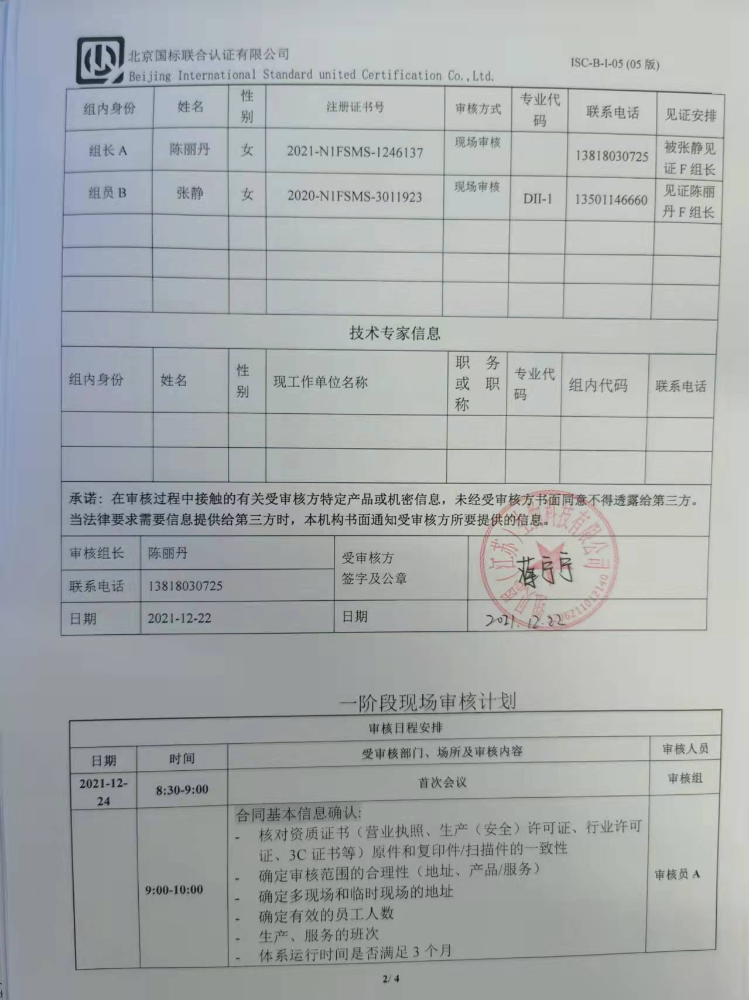 北京国标联合认证有限公司
Beijing International Standard united Certification Co.,Ltd.
ISC-B-I-05 (05 版)
组内身份 姓名 性别 注册证书号 审核方式 专业代码 联系电话 见证安排
组长 A 陈丽丹 女 2021-N1FSMS-1246137 现场审核 13818030725 被张静见证 F 组长
组员 B 张静 女 2020-N1FSMS-3011923 现场审核 DII-1 13501146660 见证陈丽丹 F 组长
技术专家信息
组内身份 姓名 性别 现工作单位名称 职务或职称 专业代码 组内代码 联系电话
承诺：在审核过程中接触的有关受审核方特定产品或机密信息，未经受审核方书面同意不得透露给第三方。
当法律要求需要信息提供给第三方时，本机构书面通知受审核方所要提供的信息。
审核组长 陈丽丹 受审核方
签字及公章
蒋宁宁
（江苏）生物科技有限公司
联系电话 13818030725
日期 2021-12-22 日期 2021.12.22
一阶段现场审核计划
审核日程安排
日期 时间 受审核部门、场所及审核内容 审核人员
2021-12-24 8:30-9:00 首次会议 审核组
合同基本信息确认:
- 核对资质证书（营业执照、生产（安全）许可证、行业许可
证、3C 证书等）原件和复印件/扫描件的一致性
- 确定审核范围的合理性（地址、产品/服务）
9:00-10:00 审核员 A
- 确定多现场和临时现场的地址
- 确定有效的员工人数
- 生产、服务的班次
- 体系运行时间是否满足 3 个月
2/ 4